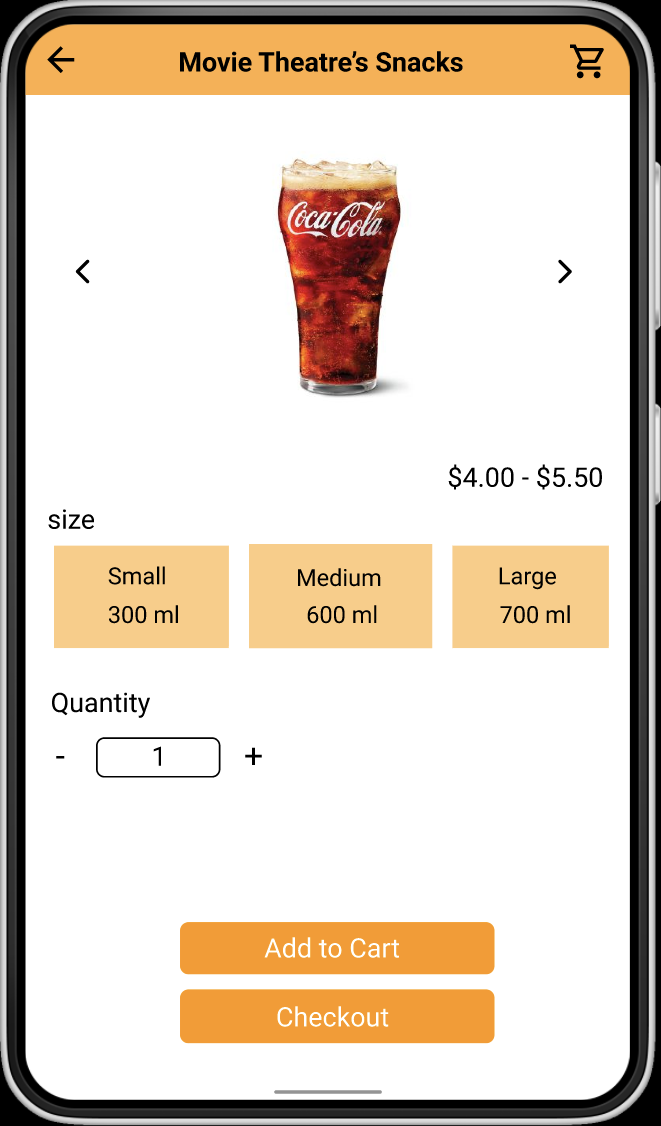 Movie Theatre’s Snacks
Coca-Cola
$4.00 - $5.50
size
Small
300 ml
Medium
600 ml
Large
700 ml
Quantity
- 1 +
Add to Cart
Checkout